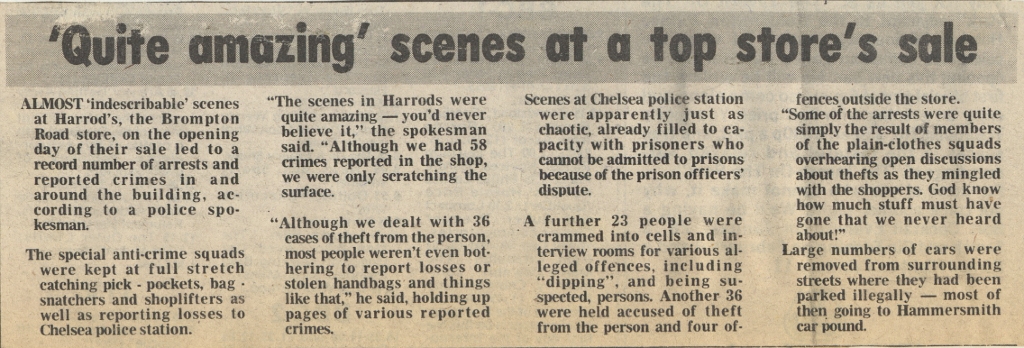 'Quite amazing' scenes at a top store's sale
ALMOST 'indescribable' scenes
at Harrod's, the Brompton
Road store, on the opening
day of their sale led to a
record number of arrests and
reported crimes in and
around the building, ac-
cording to a police spo-
kesman.
The special anti-crime squads
were kept at full stretch
catching pick - pockets, bag -
snatchers and shoplifters as
well as reporting losses to
Chelsea police station.
"The scenes in Harrods were
quite amazing — you'd never
believe it," the spokesman
said. "Although we had 58
crimes reported in the shop,
we were only scratching the
surface.
"Although we dealt with 36
cases of theft from the person,
most people weren't even bot-
hering to report losses or
stolen handbags and things
like that," he said, holding up
pages of various reported
crimes.
Scenes at Chelsea police station
were apparently just as
chaotic, already filled to ca-
pacity with prisoners who
cannot be admitted to prisons
because of the prison officers'
dispute.
A further 23 people were
crammed into cells and in-
terview rooms for various al-
leged offences, including
"dipping", and being su-
spected, persons. Another 36
were held accused of theft
from the person and four of-
fences outside the store.
"Some of the arrests were quite
simply the result of members
of the plain-clothes squads
overhearing open discussions
about thefts as they mingled
with the shoppers. God know
how much stuff must have
gone that we never heard
about!"
Large numbers of cars were
removed from surrounding
streets where they had been
parked illegally — most of
then going to Hammersmith
car pound.